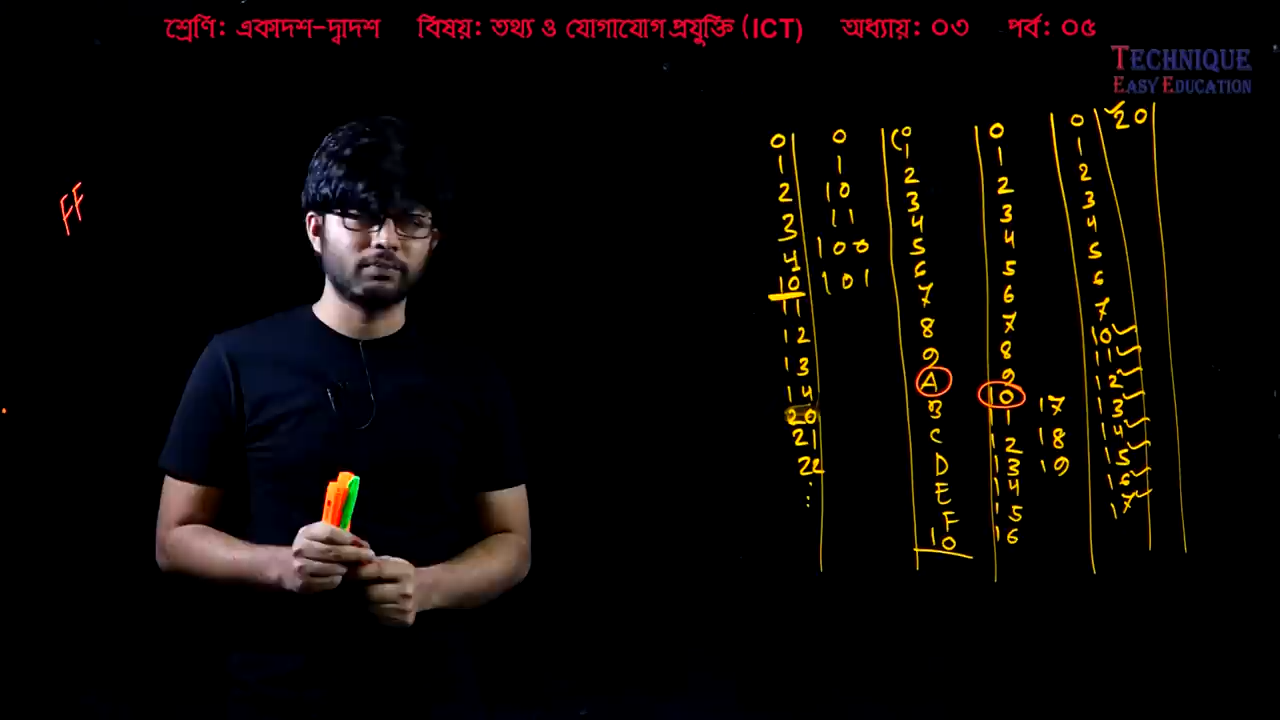 শ্রেণি: একাদশ-দ্বাদশ বিষয়: তথ্য ও যোগাযোগ প্রযুক্তি (ICT) অধ্যায়: ০৩ পর্ব: ০৫
TECHNIQUE
EASY EDUCATION
FF
0 0 0 0 0 20
1 1 1 1 1
2 10 2 2 2
3 11 3 3 3
4 100 4 4 4
10 101 5 5 5
11 6 6 6
12 7 7 7
13 8 8 10
14 9 9 11
20 A 10 12
21 B 1 17 13
22 C 12 18 14
: D 13 19 15
E 14 16
F 15 17
10 16